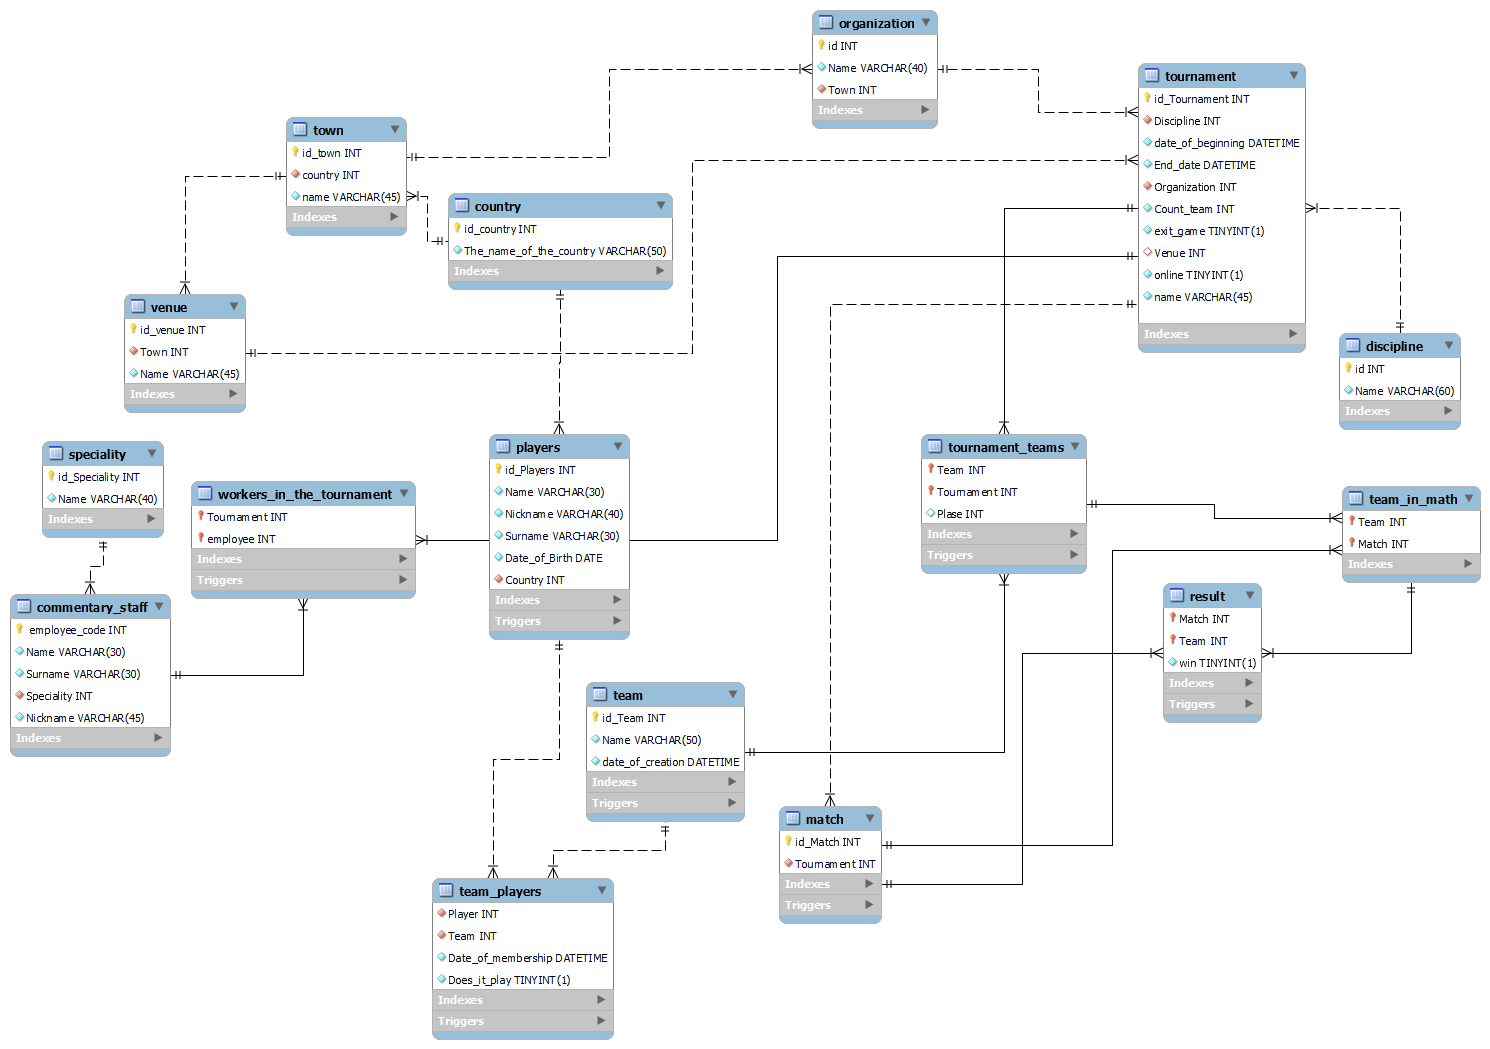 organization
id INT
Name VARCHAR(40)
Town INT
Indexes
tournament
id_Tournament INT
Discipline INT
date_of_beginning DATETIME
End_date DATETIME
Organization INT
Count_team INT
exit_game TINYINT(1)
Venue INT
online TINYINT(1)
name VARCHAR(45)
Indexes
town
id_town INT
country INT
name VARCHAR(45)
Indexes
country
id_country INT
The_name_of_the_country VARCHAR(50)
Indexes
venue
id_venue INT
Town INT
Name VARCHAR(45)
Indexes
discipline
id INT
Name VARCHAR(60)
Indexes
speciality
id_Speciality INT
Name VARCHAR(40)
Indexes
workers_in_the_tournament
Tournament INT
employee INT
Indexes
Triggers
players
id_Players INT
Name VARCHAR(30)
Nickname VARCHAR(40)
Surname VARCHAR(30)
Date_of_Birth DATE
Country INT
Indexes
Triggers
tournament_teams
Team INT
Tournament INT
Plase INT
Indexes
Triggers
team_in_math
Team INT
Match INT
Indexes
commentary_staff
employee_code INT
Name VARCHAR(30)
Surname VARCHAR(30)
Speciality INT
Nickname VARCHAR(45)
Indexes
result
Match INT
Team INT
win TINYINT(1)
Indexes
Triggers
team
id_Team INT
Name VARCHAR(50)
date_of_creation DATETIME
Indexes
Triggers
match
id_Match INT
Tournament INT
Indexes
Triggers
team_players
Player INT
Team INT
Date_of_membership DATETIME
Does_it_play TINYINT(1)
Indexes
Triggers